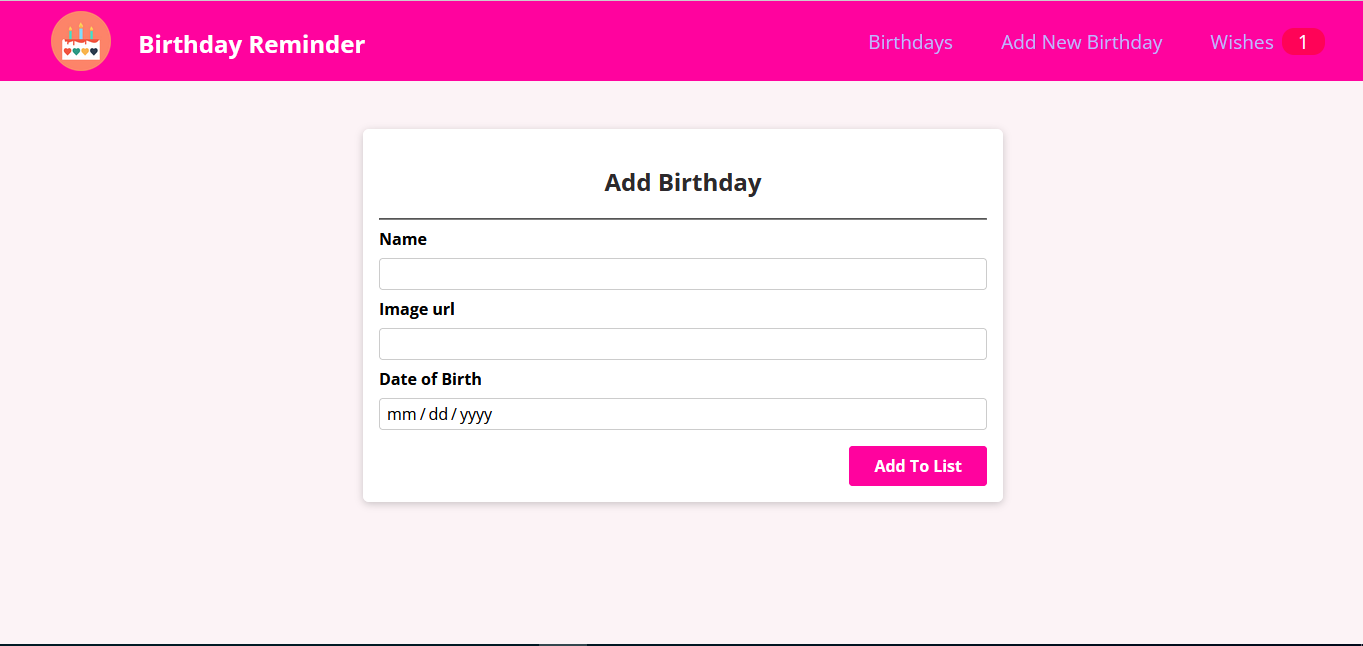 Birthday Reminder
Birthdays
Add New Birthday
Wishes 1
Add Birthday
Name
Image url
Date of Birth
mm/dd/yyyy
Add To List